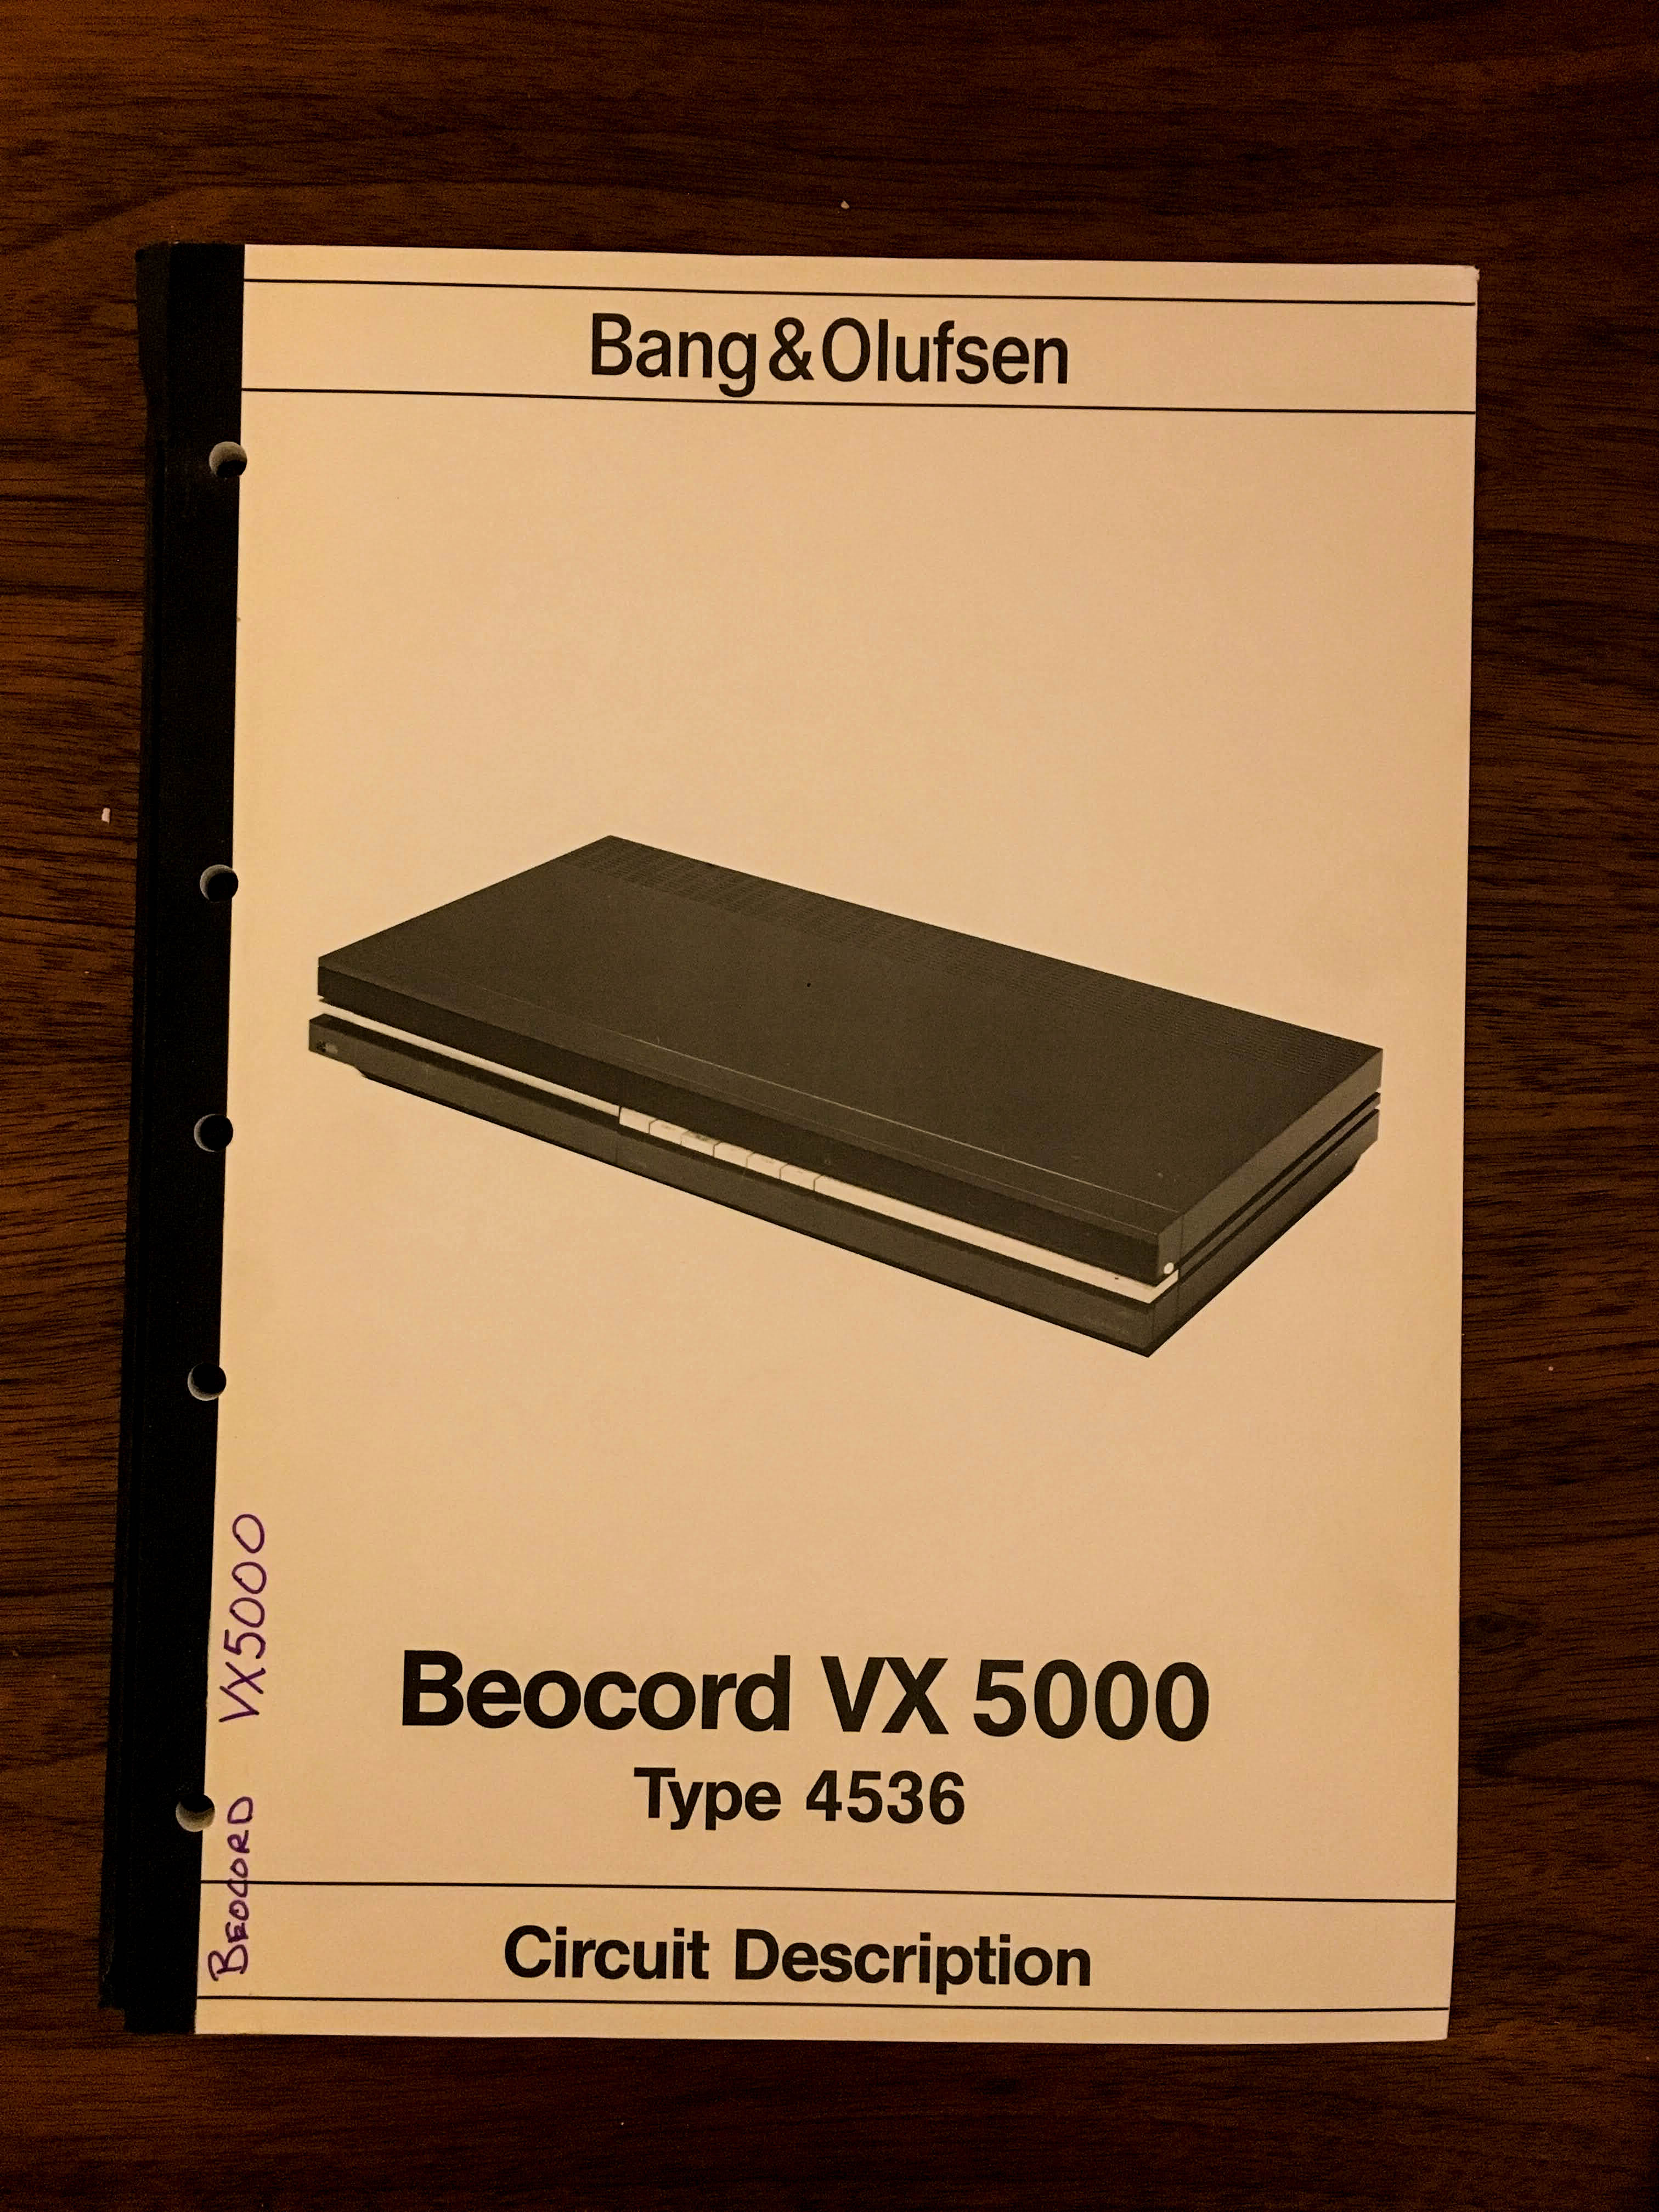 Bang&Olufsen
Beocord VX 5000
Type 4536
Circuit Description
BEOCORD VX5000